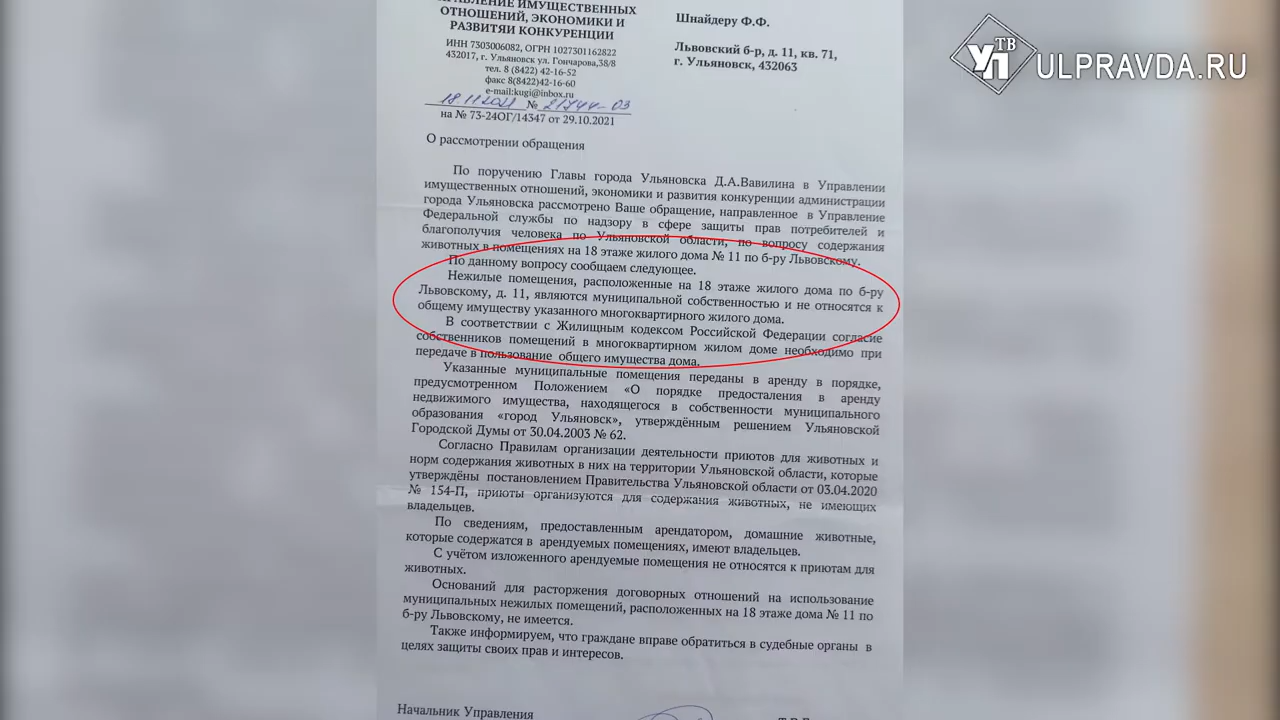 УПРАВЛЕНИЕ ИМУЩЕСТВЕННЫХ
ОТНОШЕНИЙ, ЭКОНОМИКИ И
РАЗВИТЯИ КОНКУРЕНЦИИ
ИНН 7303006082, ОГРН 1027301162822
432017, г. Ульяновск ул. Гончарова,38/8
тел. 8 (8422) 42-16-52
факс 8(8422)42-16-60
e-mail:kugi@inbox.ru
18.11.2021 № 21744-03
на № 73-24ОГ/14347 от 29.10.2021
Шнайдеру Ф.Ф.
Львовский б-р, д. 11, кв. 71,
г. Ульяновск, 432063
УП ТВ
ULPRAVDA.RU
О рассмотрении обращения
По поручению Главы города Ульяновска Д.А.Вавилина в Управлении
имущественных отношений, экономики и развития конкуренции администрации
города Ульяновска рассмотрено Ваше обращение, направленное в Управление
Федеральной службы по надзору в сфере защиты прав потребителей и
благополучия человека по Ульяновской области, по вопросу содержания
животных в помещениях на 18 этаже жилого дома № 11 по б-ру Львовскому.
По данному вопросу сообщаем следующее.
Нежилые помещения, расположенные на 18 этаже жилого дома по б-ру
Львовскому, д. 11, являются муниципальной собственностью и не относятся к
общему имуществу указанного многоквартирного жилого дома.
В соответствии с Жилищным кодексом Российской Федерации согласие
собственников помещений в многоквартирном жилом доме необходимо при
передаче в пользование общего имущества дома.
Указанные муниципальные помещения переданы в аренду в порядке,
предусмотренном Положением «О порядке предосталения в аренду
недвижимого имущества, находящегося в собственности муниципального
образования «город Ульяновск», утверждённым решением Ульяновской
Городской Думы от 30.04.2003 № 62.
Согласно Правилам организации деятельности приютов для животных и
норм содержания животных в них на территории Ульяновской области, которые
утверждёны постановлением Правительства Ульяновской области от 03.04.2020
№ 154-П, приюты организуются для содержания животных, не имеющих
владельцев.
По сведениям, предоставленным арендатором, домашние животные,
которые содержатся в арендуемых помещениях, имеют владельцев.
С учётом изложенного арендуемые помещения не относятся к приютам для
животных.
Оснований для расторжения договорных отношений на использование
муниципальных нежилых помещений, расположенных на 18 этаже дома № 11 по
б-ру Львовскому, не имеется.
Также информируем, что граждане вправе обратиться в судебные органы в
целях защиты своих прав и интересов.
Начальник Управления